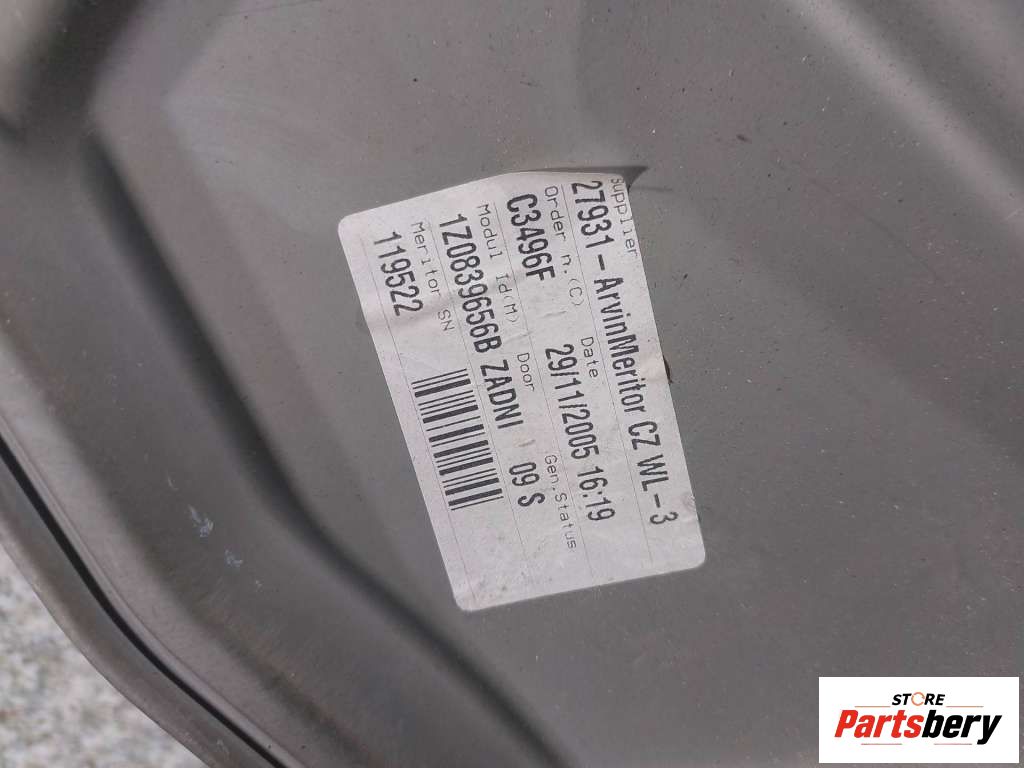 Supplier
27931-ArvinMeritor CZ WL-3
Order n.(C) Date Gen.Status
C3496F 29/11/2005 16:19
Modul Id(M) Door
1Z0839656B ZADNI 09 S
Meritor SN
119522
STORE
Partsbery